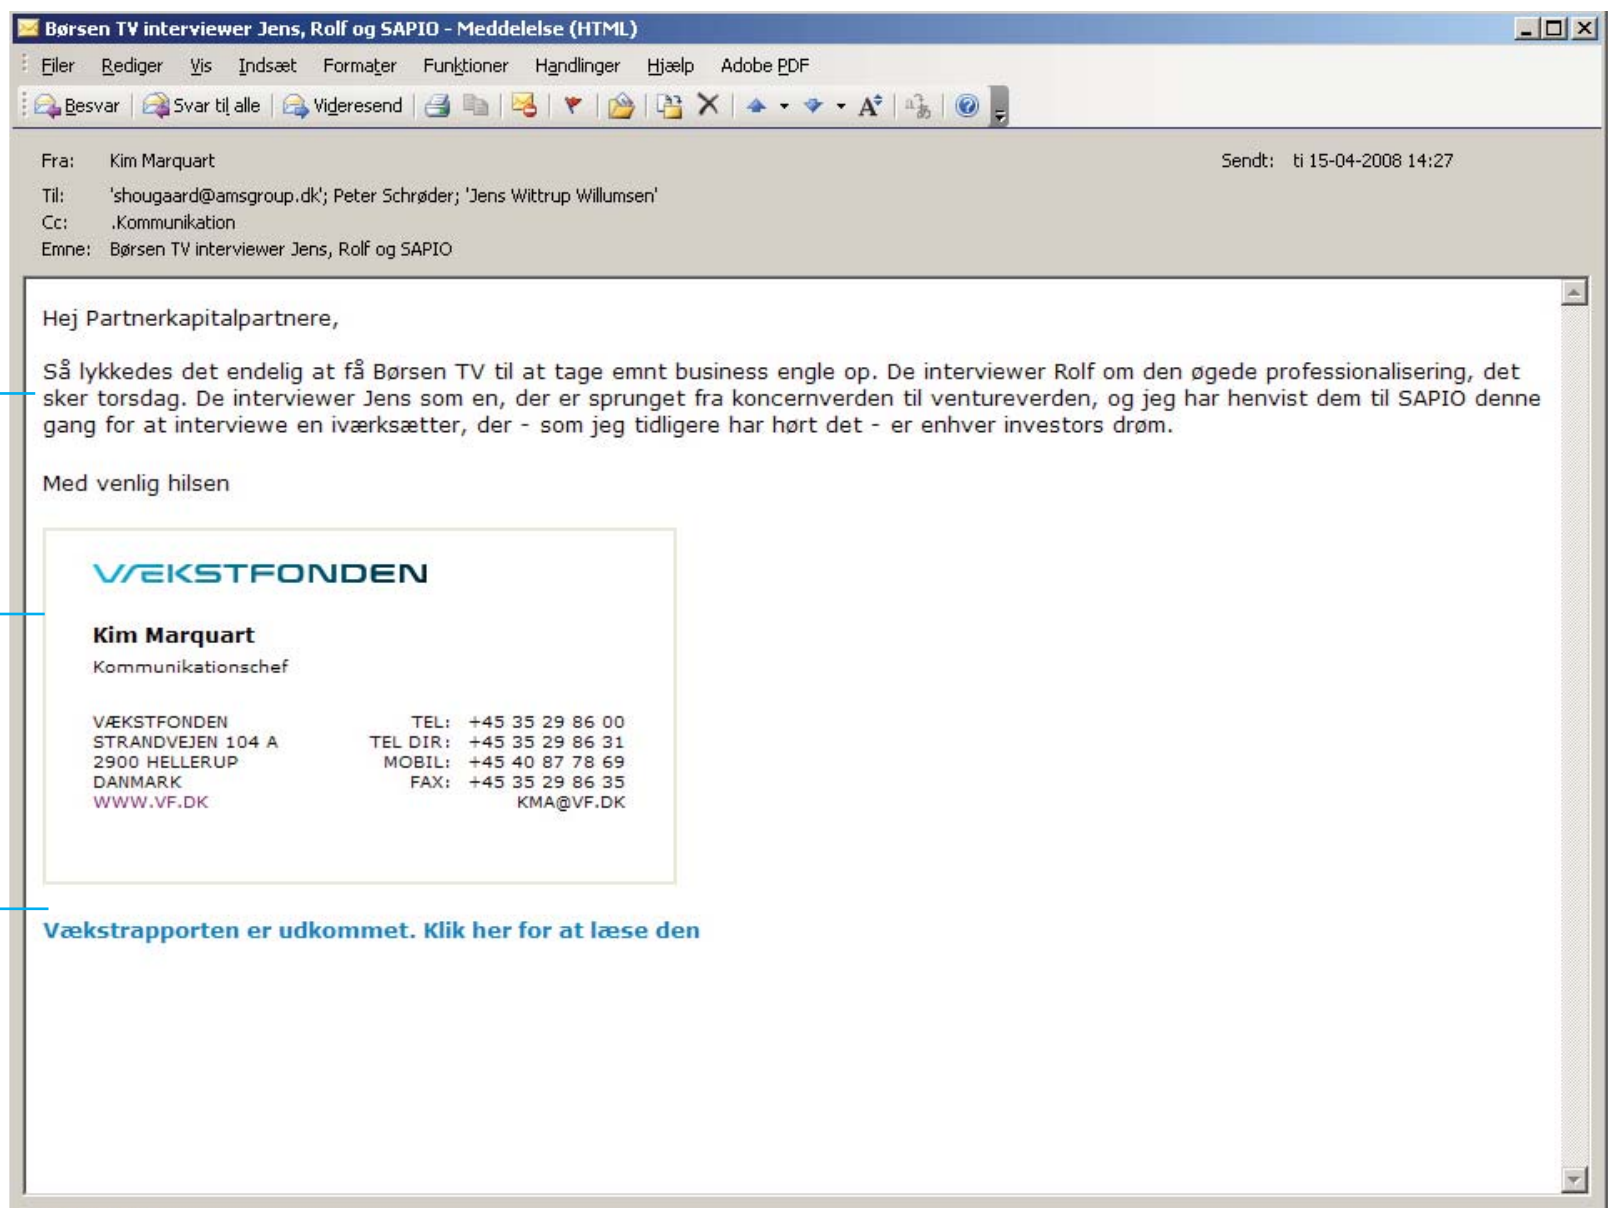 Børsen TV interviewer Jens, Rolf og SAPIO - Meddelelse (HTML)
Filer Rediger Vis Indsæt Formater Funktioner Handlinger Hjælp Adobe PDF
Besvar Svar til alle Videresend
Fra: Kim Marquart Sendt: ti 15-04-2008 14:27
Til: 'shougaard@amsgroup.dk'; Peter Schrøder; 'Jens Wittrup Willumsen'
Cc: .Kommunikation
Emne: Børsen TV interviewer Jens, Rolf og SAPIO
Hej Partnerkapitalpartnere,
Så lykkedes det endelig at få Børsen TV til at tage emnt business engle op. De interviewer Rolf om den øgede professionalisering, det
sker torsdag. De interviewer Jens som en, der er sprunget fra koncernverden til ventureverden, og jeg har henvist dem til SAPIO denne
gang for at interviewe en iværksætter, der - som jeg tidligere har hørt det - er enhver investors drøm.
Med venlig hilsen
VÆKSTFONDEN
Kim Marquart
Kommunikationschef
VÆKSTFONDEN TEL: +45 35 29 86 00
STRANDVEJEN 104 A TEL DIR: +45 35 29 86 31
2900 HELLERUP MOBIL: +45 40 87 78 69
DANMARK FAX: +45 35 29 86 35
WWW.VF.DK KMA@VF.DK
Vækstrapporten er udkommet. Klik her for at læse den